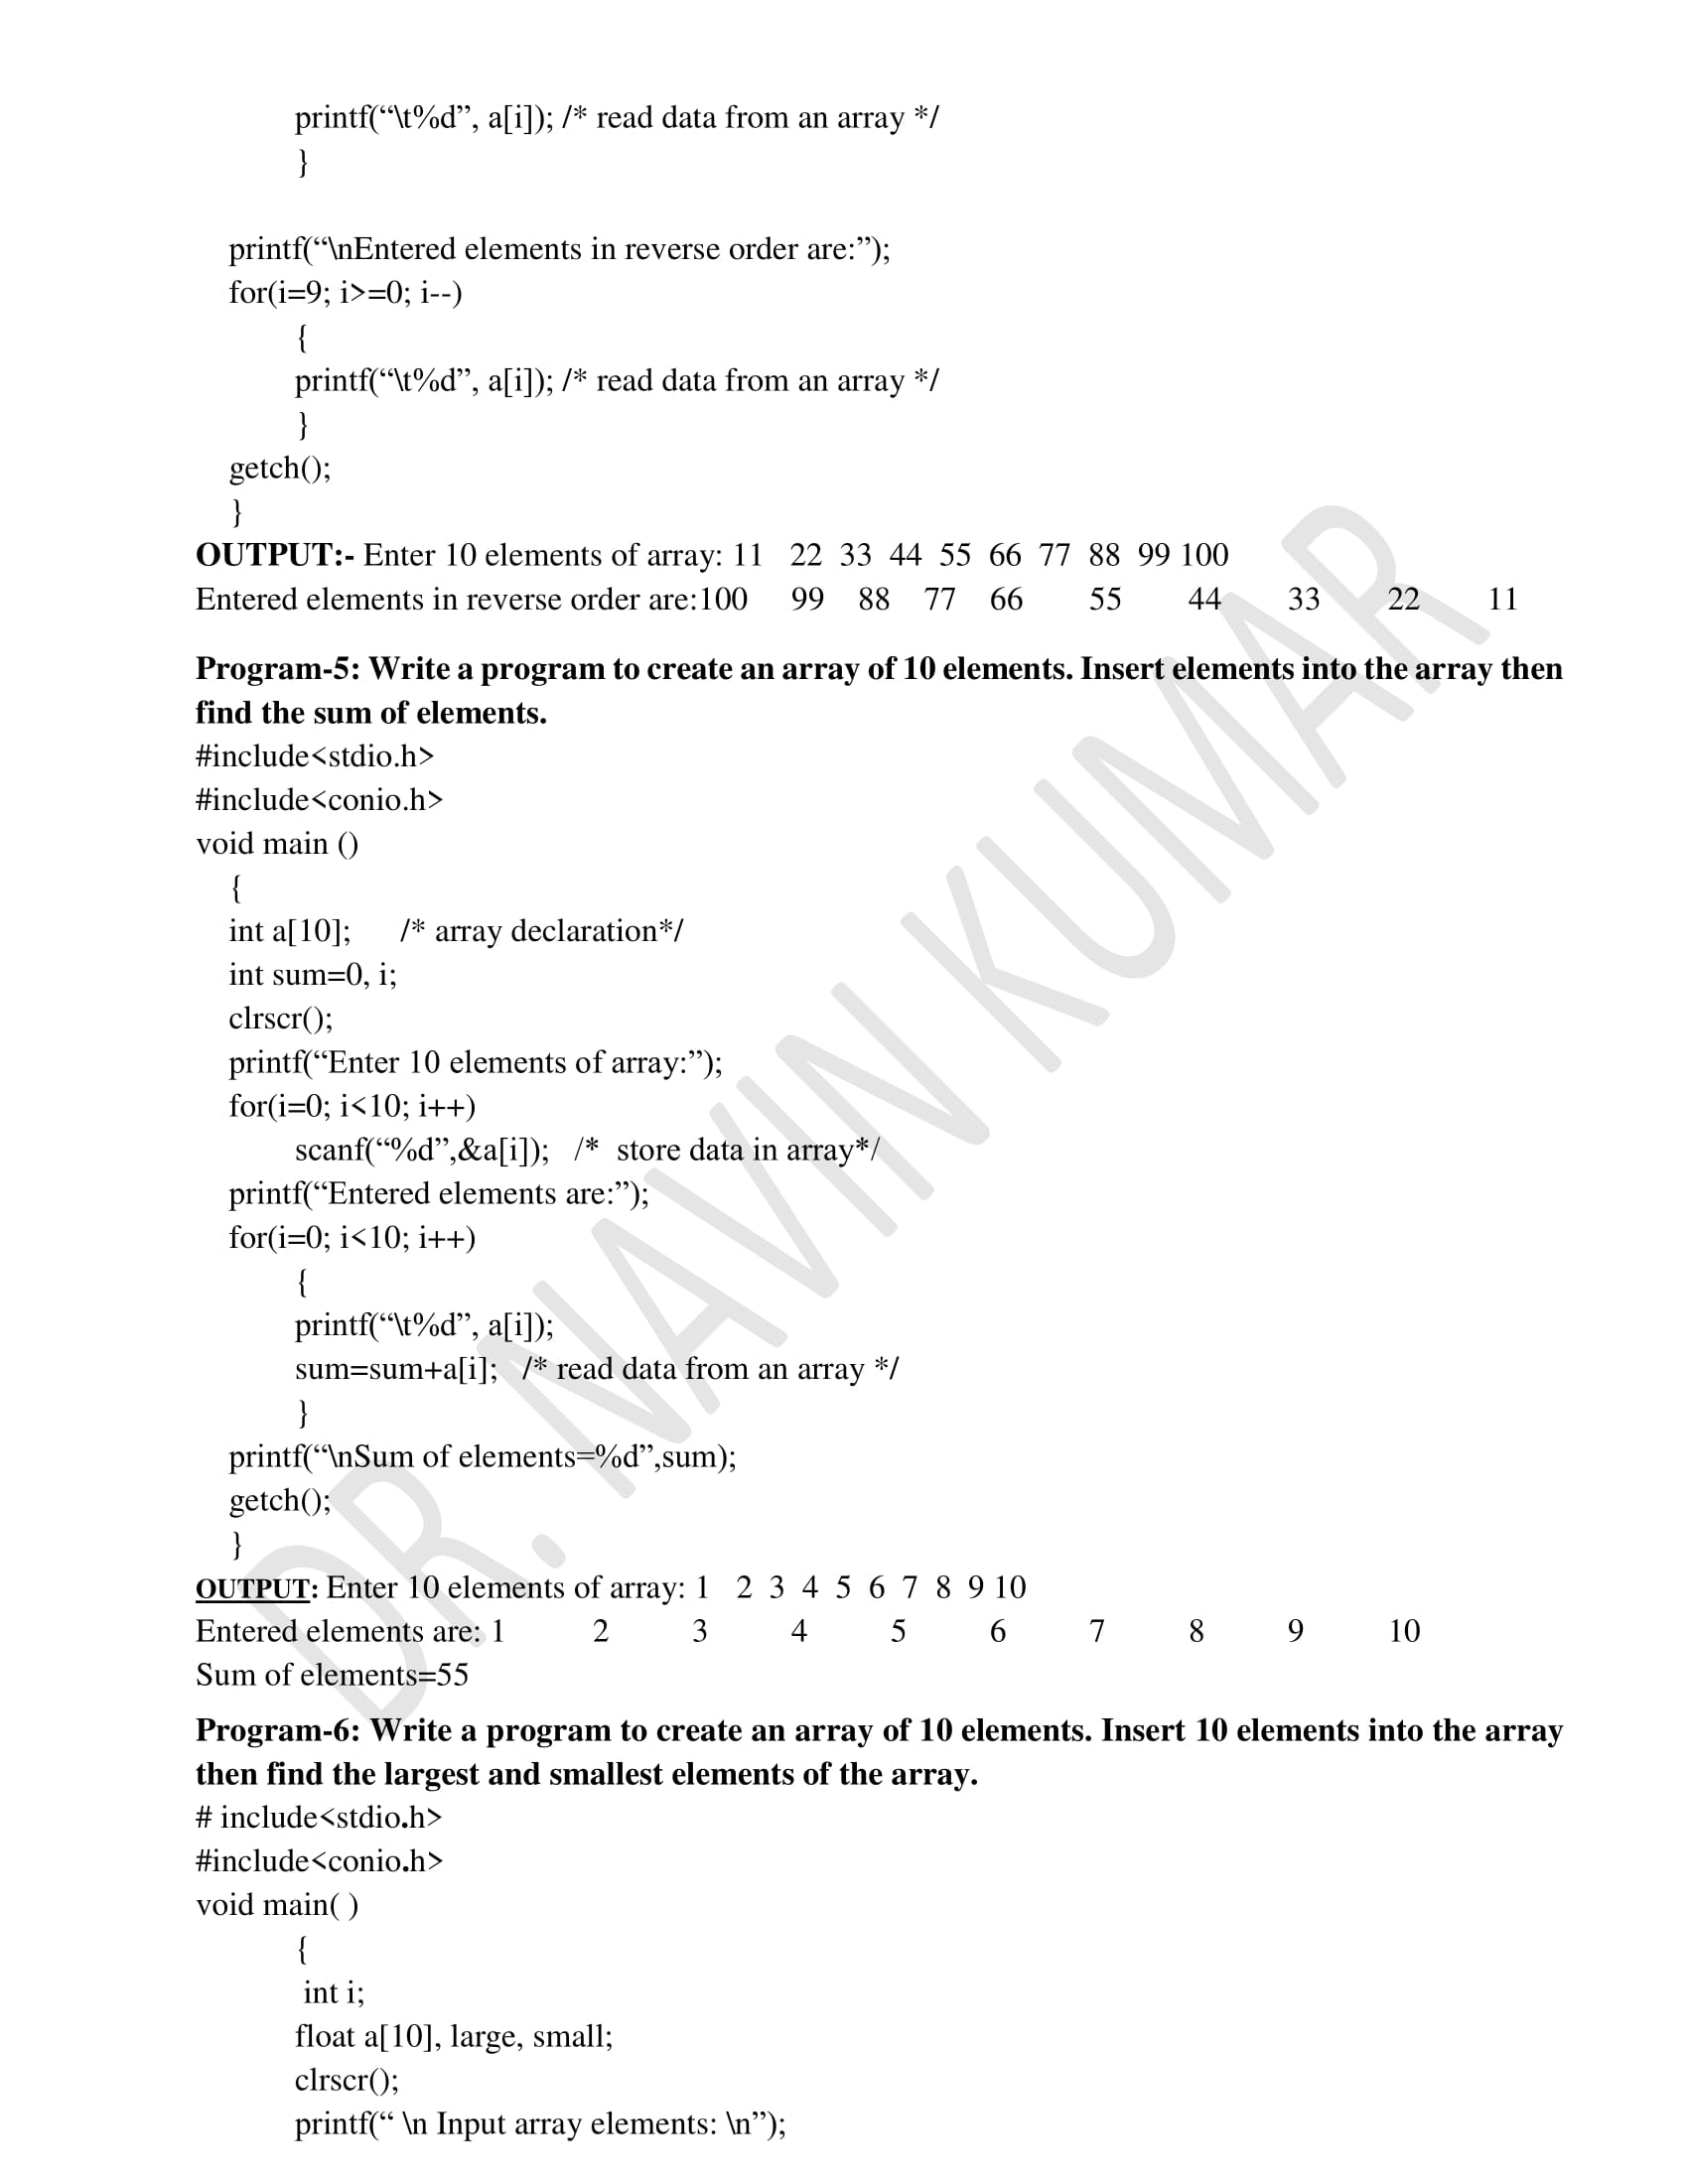 printf(“\t%d”, a[i]); /* read data from an array */
}
printf(“\nEntered elements in reverse order are:”);
for(i=9; i>=0; i--)
{
printf(“\t%d”, a[i]); /* read data from an array */
}
getch();
}
OUTPUT:- Enter 10 elements of array: 11 22 33 44 55 66 77 88 99 100
Entered elements in reverse order are:100 99 88 77 66 55 44 33 22 11
Program-5: Write a program to create an array of 10 elements. Insert elements into the array then
find the sum of elements.
#include<stdio.h>
#include<conio.h>
void main ()
{
int a[10]; /* array declaration*/
int sum=0, i;
clrscr();
printf(“Enter 10 elements of array:”);
for(i=0; i<10; i++)
scanf(“%d”,&a[i]); /* store data in array*/
printf(“Entered elements are:”);
for(i=0; i<10; i++)
{
printf(“\t%d”, a[i]);
sum=sum+a[i]; /* read data from an array */
}
printf(“\nSum of elements=%d”,sum);
getch();
}
OUTPUT: Enter 10 elements of array: 1 2 3 4 5 6 7 8 9 10
Entered elements are: 1 2 3 4 5 6 7 8 9 10
Sum of elements=55
Program-6: Write a program to create an array of 10 elements. Insert 10 elements into the array
then find the largest and smallest elements of the array.
# include<stdio.h>
#include<conio.h>
void main( )
{
int i;
float a[10], large, small;
clrscr();
printf(“ \n Input array elements: \n”);
DR. NAVIN KUMAR